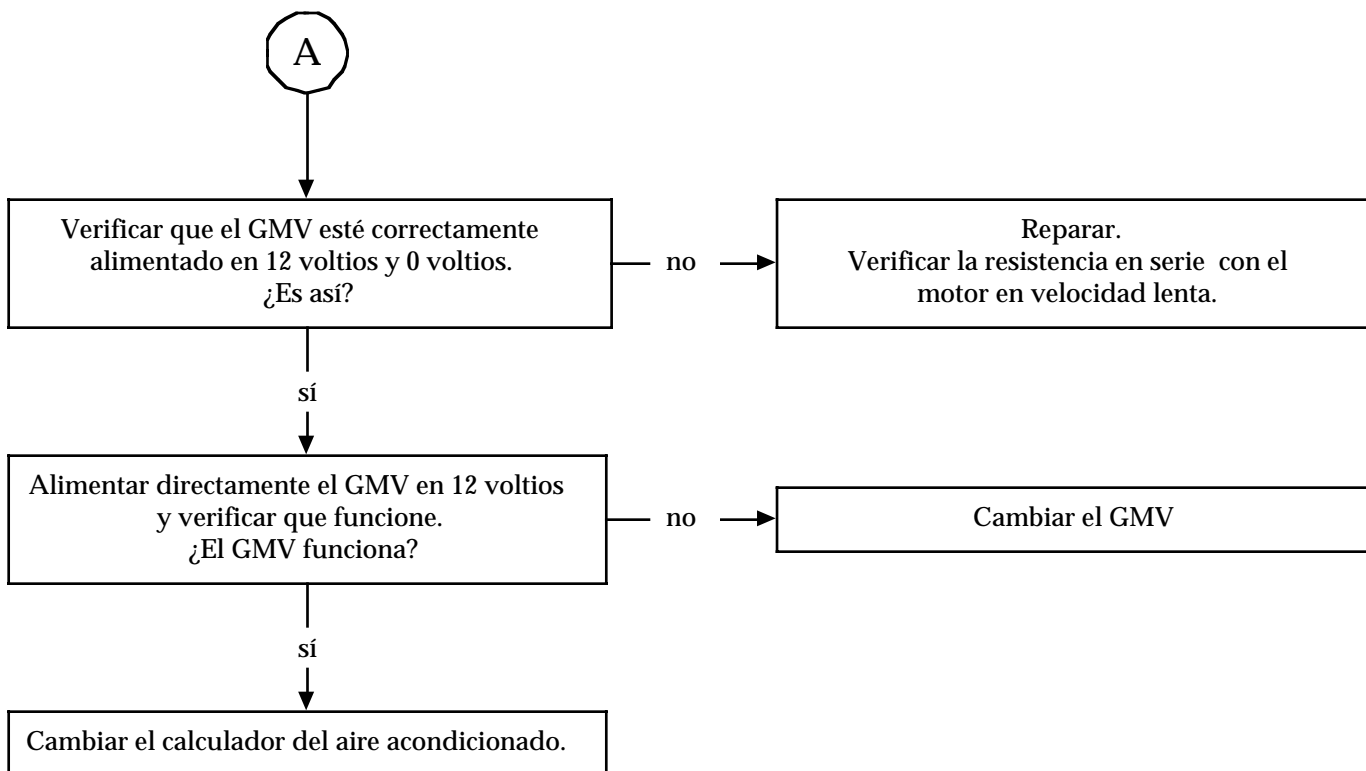 A
Verificar que el GMV esté correctamente
alimentado en 12 voltios y 0 voltios.
¿Es así?
no
Reparar.
Verificar la resistencia en serie con el
motor en velocidad lenta.
sí
Alimentar directamente el GMV en 12 voltios
y verificar que funcione.
¿El GMV funciona?
no
Cambiar el GMV
sí
Cambiar el calculador del aire acondicionado.